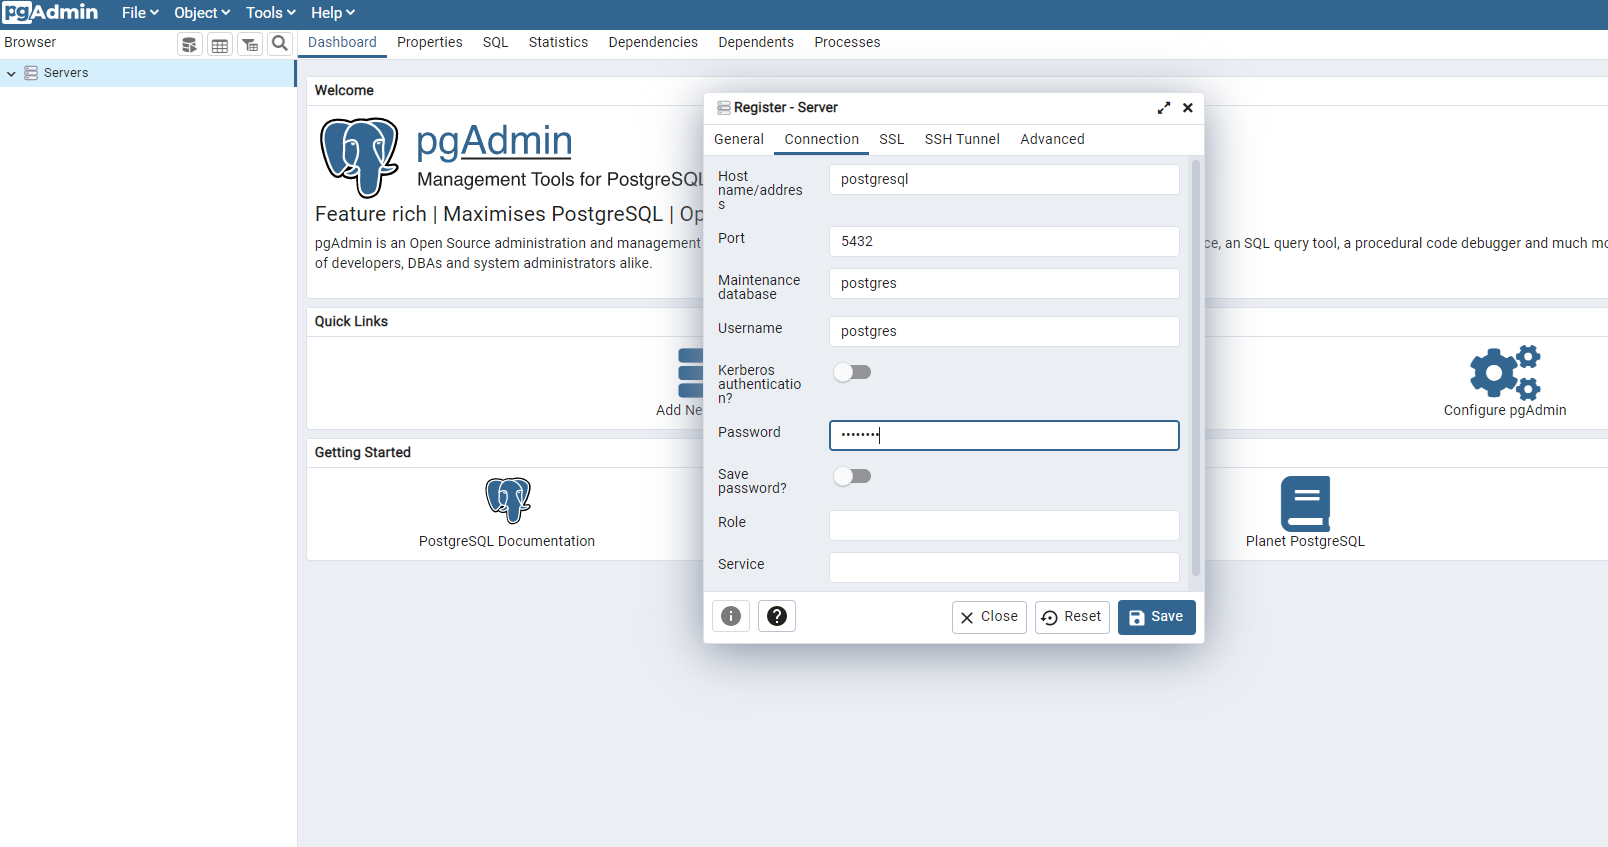 pgAdmin File Object Tools Help
Browser Dashboard Properties SQL Statistics Dependencies Dependents Processes
Servers
Welcome
pgAdmin
Management Tools for PostgreSQL
Feature rich | Maximises PostgreSQL | Op
pgAdmin is an Open Source administration and management
ce, an SQL query tool, a procedural code debugger and much mo
of developers, DBAs and system administrators alike.
Quick Links
Add Ne
Configure pgAdmin
Getting Started
PostgreSQL Documentation
Planet PostgreSQL
Register - Server
General Connection SSL SSH Tunnel Advanced
Host
name/addres
s
postgresql
Port
5432
Maintenance
database
postgres
Username
postgres
Kerberos
authenticatio
n?
Password
••••••••
Save
password?
Role
Service
Close Reset Save